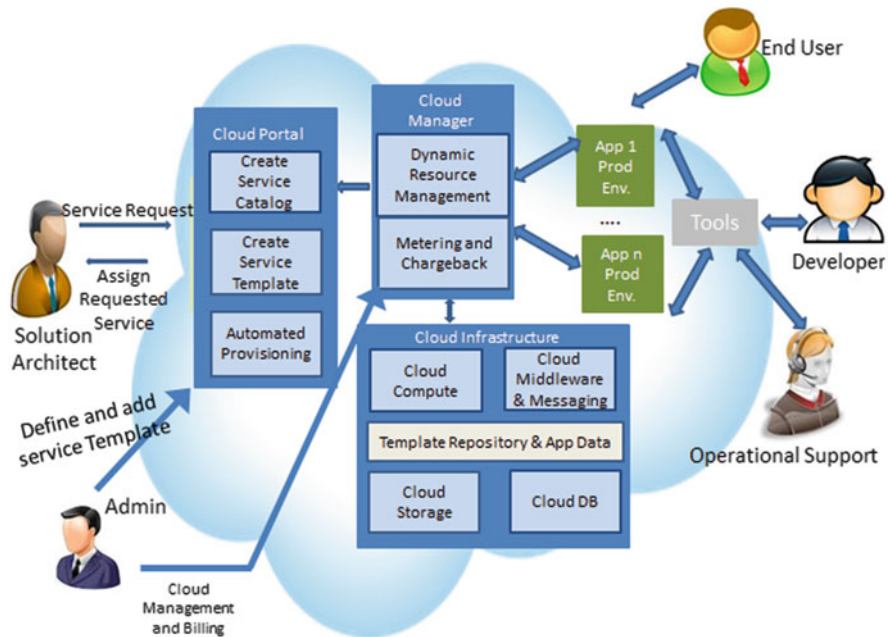 End User
Cloud
Manager
Cloud Portal
Create
Service
Catalog
Dynamic
Resource
Management
App 1
Prod
Env.
....
Tools
Service Request
Create
Service
Template
Metering and
Chargeback
App n
Prod
Env.
Developer
Assign
Requested
Service
Solution
Architect
Automated
Provisioning
Cloud Infrastructure
Cloud
Compute
Cloud
Middleware
& Messaging
Define and add
service Template
Template Repository & App Data
Operational Support
Admin
Cloud
Storage
Cloud DB
Cloud
Management
and Billing